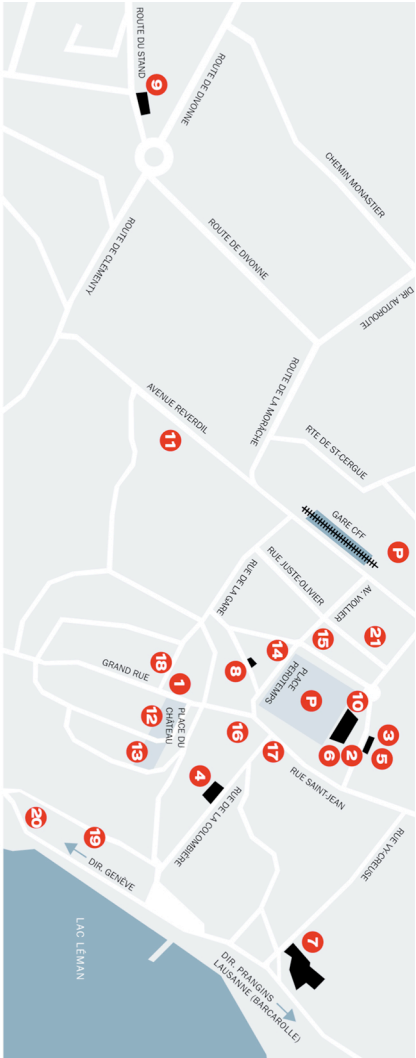 ROUTE DU STAND
9
ROUTE DE DIVONNE
CHEMIN MONASTIER
DIR. AUTOROUTE
ROUTE DE DIVONNE
ROUTE DE CLÉMENTY
ROUTE DE LA MORÂCHE
AVENUE REVERDIL
11
RTE DE ST-CERGUE
GARE CFF
P
RUE JUSTE-OLIVIER
RUE DE LA GARE
AV. VIOLLIER
21
15
14
PLACE
PERDTEMPS
P
10
3
5
2
6
8
18
GRAND RUE
1
12
PLACE DU
CHÂTEAU
13
16
17
4
RUE SAINT-JEAN
RUE DE LA COLOMBIÈRE
RUE VY-CREUSE
19
20
DIR. GENÈVE
LAC LÉMAN
7
DIR. PRANGINS
LAUSANNE (BARCAROLLE)